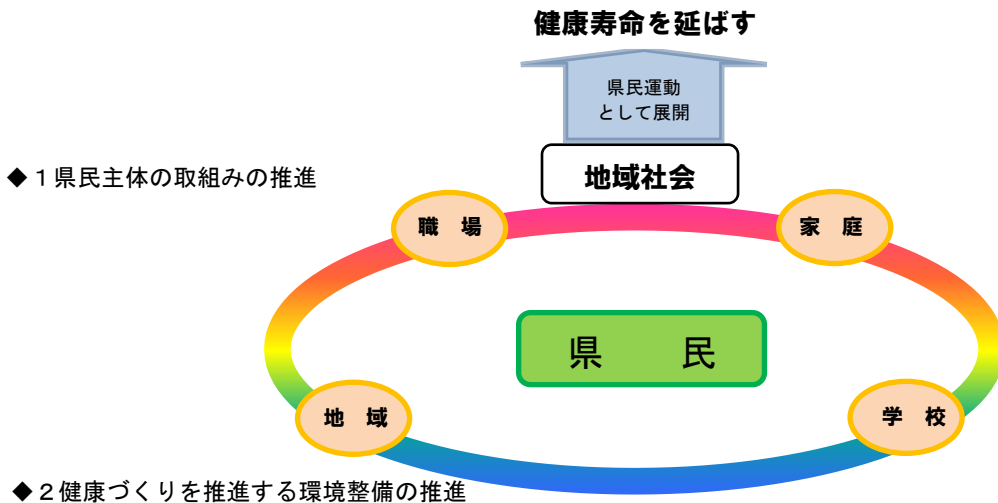 健康寿命を延ばす
県民運動
として展開
◆１県民主体の取組みの推進
地域社会
職　場
家　庭
県　　民
地　域
学　校
◆２健康づくりを推進する環境整備の推進